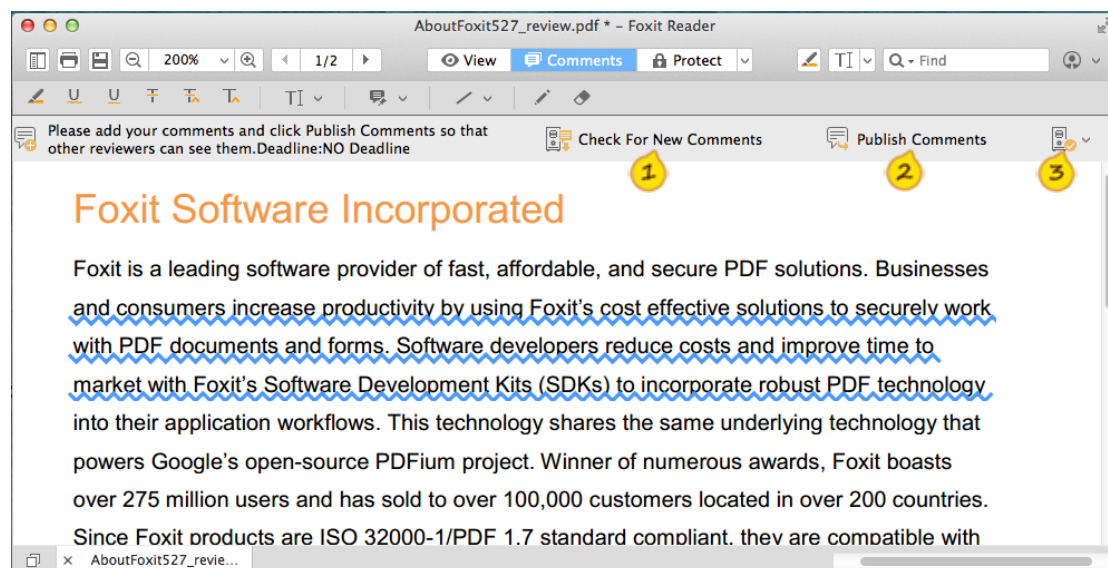 AboutFoxit527_review.pdf * – Foxit Reader
200% 1/2 View Comments Protect TI Find
T T T TI
Please add your comments and click Publish Comments so that
other reviewers can see them.Deadline:NO Deadline
Check For New Comments
Publish Comments
1 2 3
Foxit Software Incorporated
Foxit is a leading software provider of fast, affordable, and secure PDF solutions. Businesses
and consumers increase productivity by using Foxit's cost effective solutions to securely work
with PDF documents and forms. Software developers reduce costs and improve time to
market with Foxit's Software Development Kits (SDKs) to incorporate robust PDF technology
into their application workflows. This technology shares the same underlying technology that
powers Google's open-source PDFium project. Winner of numerous awards, Foxit boasts
over 275 million users and has sold to over 100,000 customers located in over 200 countries.
Since Foxit products are ISO 32000-1/PDF 1.7 standard compliant, they are compatible with
AboutFoxit527_revie...